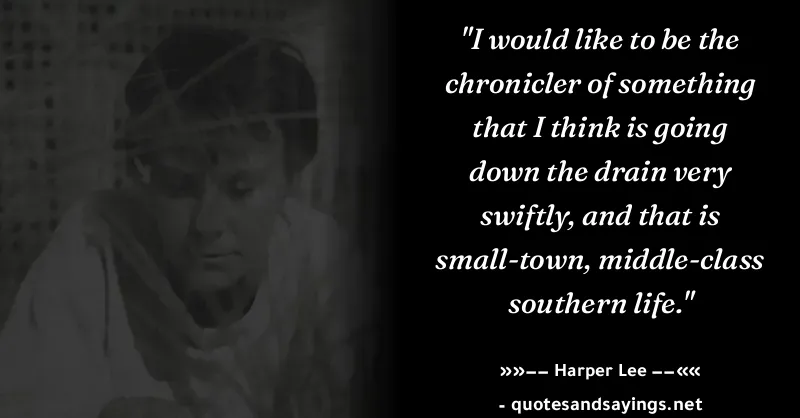 "I would like to be the
chronicler of something
that I think is going
down the drain very
swiftly, and that is
small-town, middle-class
southern life."
»»–– Harper Lee ––««
- quotesandsayings.net